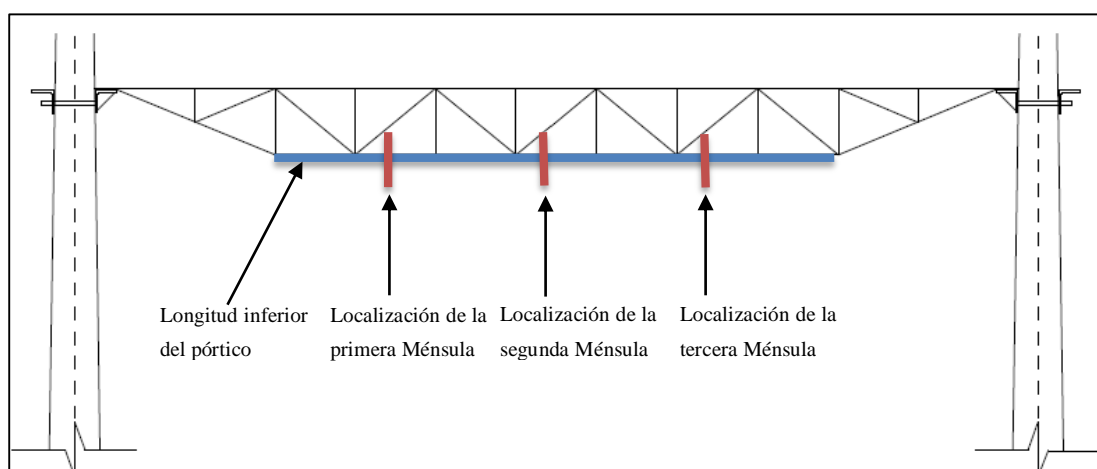 Longitud inferior
del pórtico
Localización de la
primera Ménsula
Localización de la
segunda Ménsula
Localización de la
tercera Ménsula